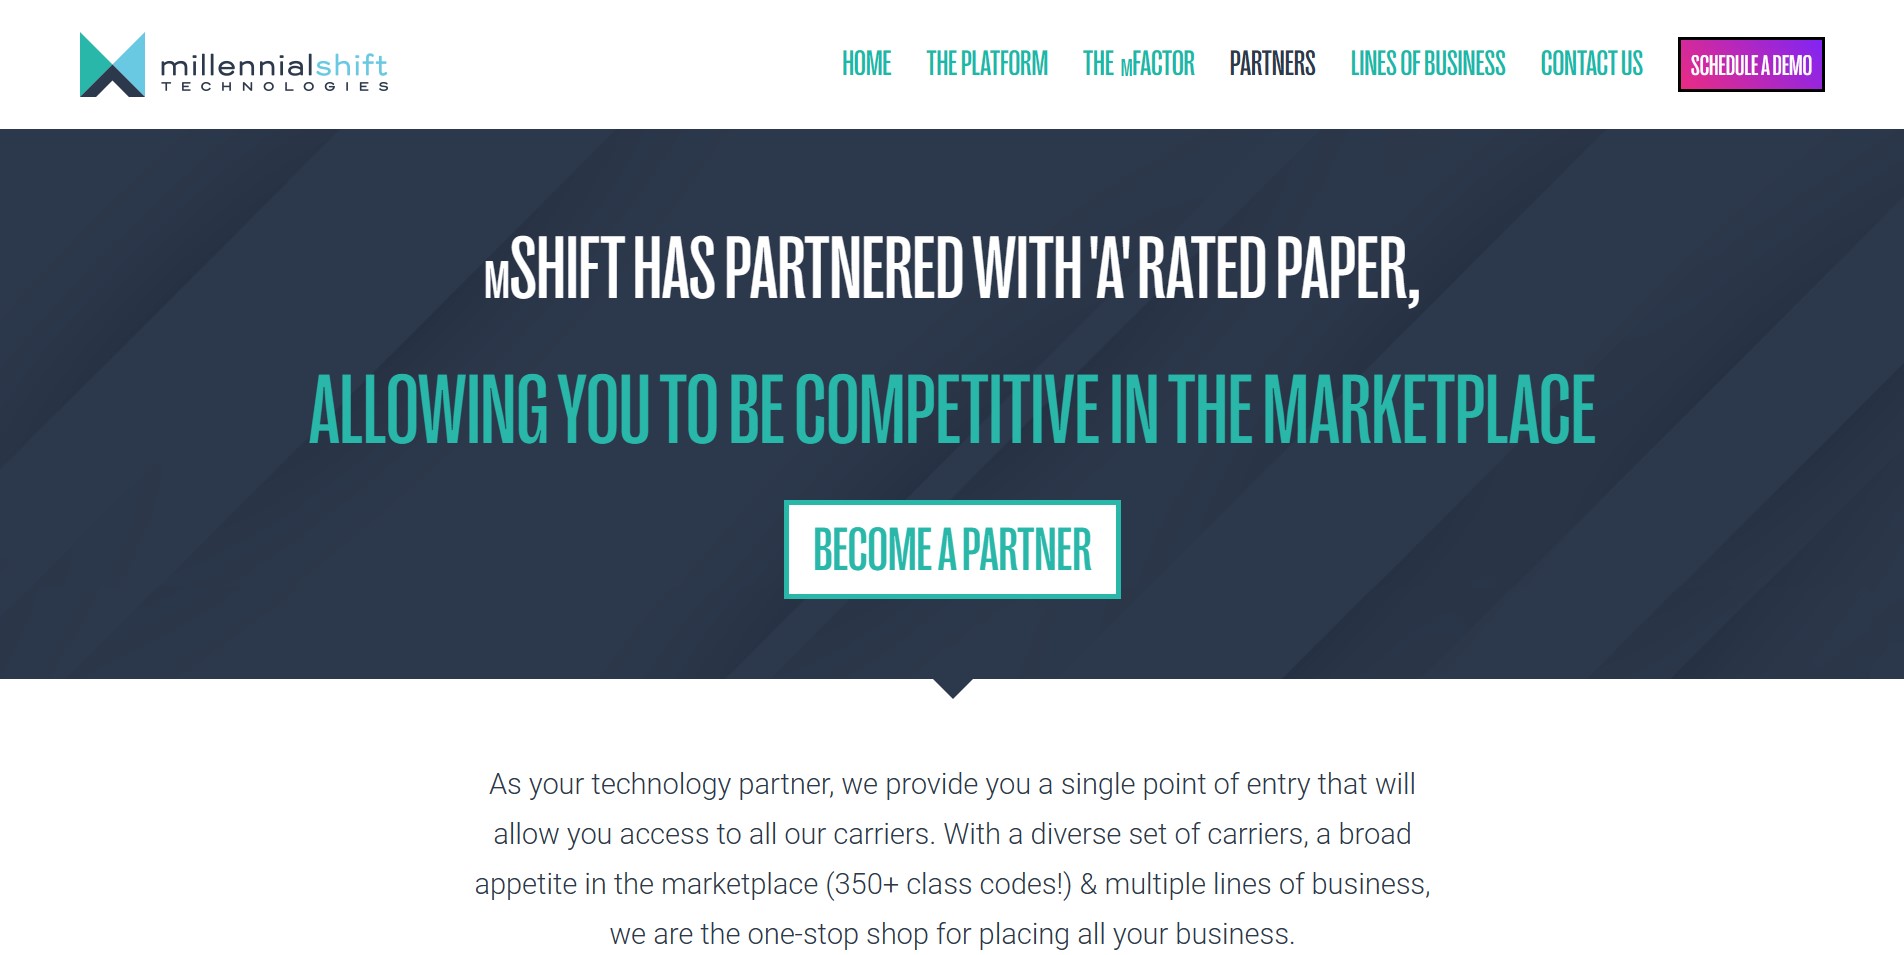 millennialshift
TECHNOLOGIES
HOME THE PLATFORM THE MFACTOR PARTNERS LINES OF BUSINESS CONTACT US SCHEDULE A DEMO
MSHIFT HAS PARTNERED WITH 'A' RATED PAPER,
ALLOWING YOU TO BE COMPETITIVE IN THE MARKETPLACE
BECOME A PARTNER
As your technology partner, we provide you a single point of entry that will
allow you access to all our carriers. With a diverse set of carriers, a broad
appetite in the marketplace (350+ class codes!) & multiple lines of business,
we are the one-stop shop for placing all your business.